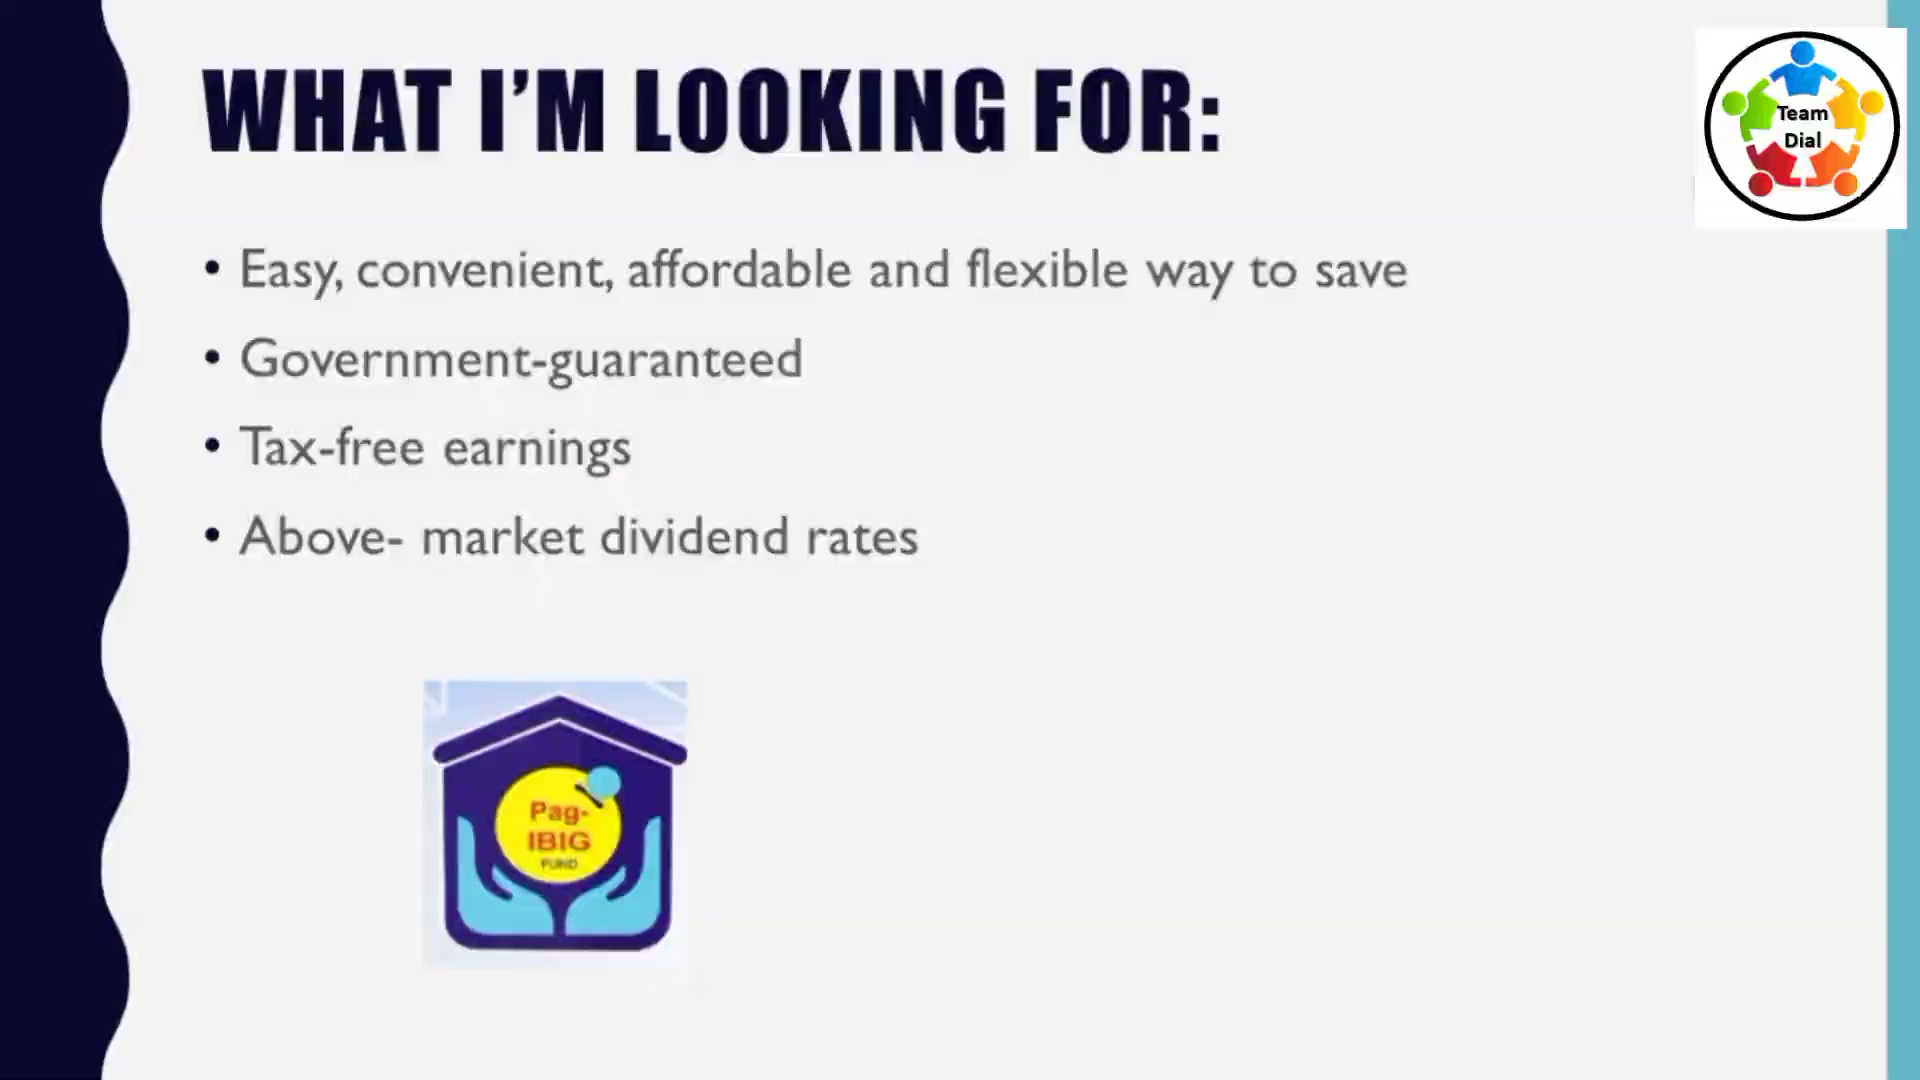 WHAT I'M LOOKING FOR:
Team
Dial
• Easy, convenient, affordable and flexible way to save
• Government-guaranteed
• Tax-free earnings
• Above- market dividend rates
Pag-
IBIG
FUND